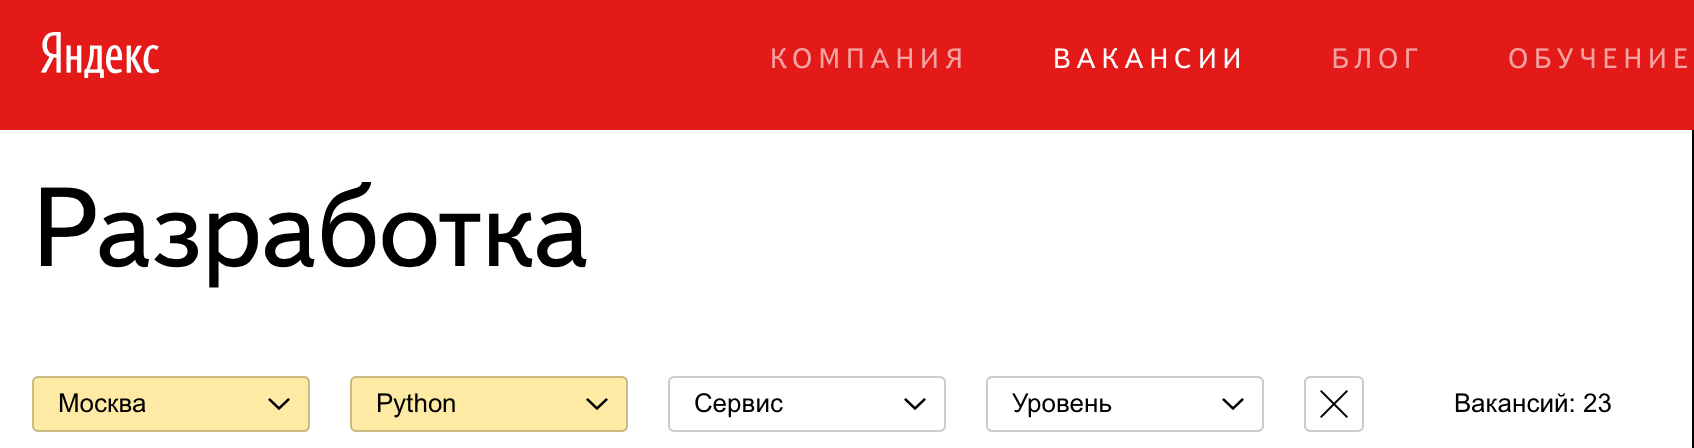 Яндекс
КОМПАНИЯ ВАКАНСИИ БЛОГ ОБУЧЕНИЕ
Разработка
Москва Python Сервис Уровень Вакансий: 23